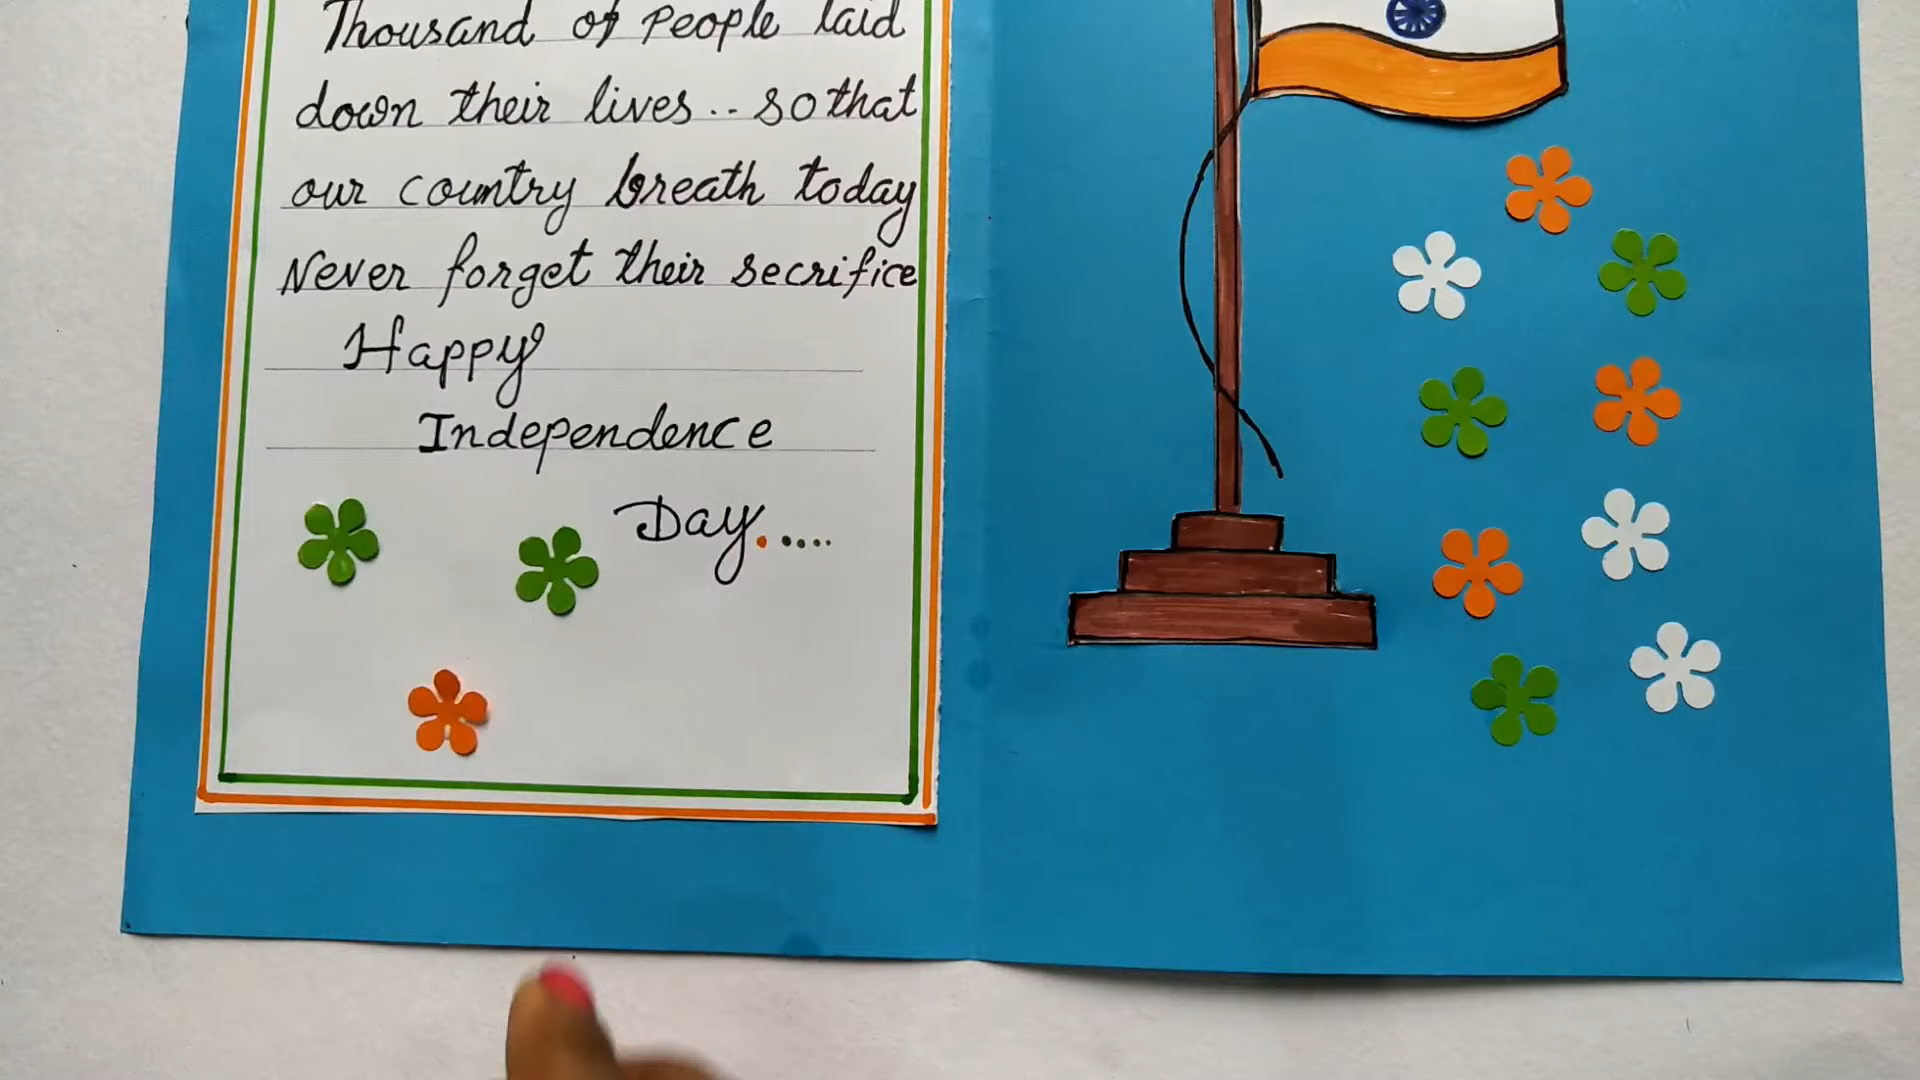 Thousand of People laid
down their lives.. so that
our country breath today
Never forget their secrifice
Happy
Independence
Day.....